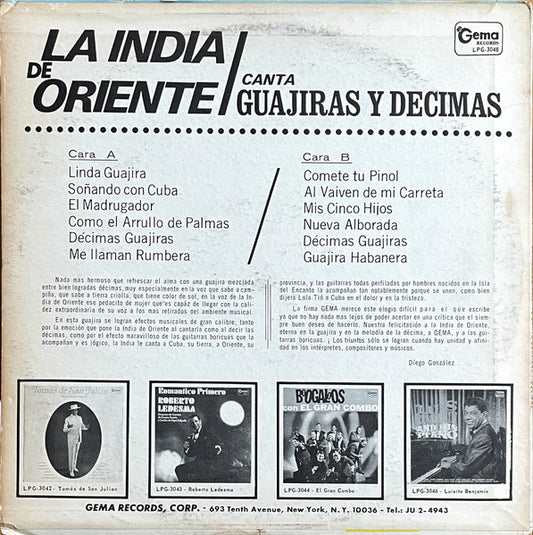 LA INDIA
DE
ORIENTE
CANTA
GUAJIRAS Y DECIMAS
Gema
RECORDS
LPG-3048
Cara A
Linda Guajira
Soñando con Cuba
El Madrugador
Como el Arrullo de Palmas
Décimas Guajiras
Me llaman Rumbera
Cara B
Comete tu Pinol
Al Vaiven de mi Carreta
Mis Cinco Hijos
Nueva Alborada
Décimas Guajiras
Guajira Habanera
Nada mas hermoso que refrescar el alma con una guajira mezclada
entre bien logradas décimas, muy especialmente en la voz que sabe a cam-
piña, que sabe a tierra criolla, que tiene color de sol, en la voz de la In-
dia de Oriente ese pedacito de mujer que'es capáz de llegar con la cali-
dez extraordinaria de su voz a los mas retirados del ambiente musical.
En esta guajira se logran efectos musicales de gran calibre, tanto
por la emoción que pone la India de Oriente al cantarla como al decir las
décimas, como por el efecto maravilloso de las guitarras boricuas que la
acompañan y es lógico, la India le canta a Cuba, su tierra, a Oriente, su
provincia, y las guitarras todas perfiladas por hombres nacidos en la Isla
del Encanto la acompañan tan notablemente porque se unen, como bien
dijera Lola Tió a Cuba en el dolor y en la tristeza.
La firma GEMA merece este elogio dificil para el que escribe
ya que no hay nada mas lejos de poder acertar en una crítica que el siem-
pre buen deseo de hacerlo. Nuestra felicitación a la India de Oriente,
eterna en la guajira y en la melodía de la décima, a GEMA, y a las gui-
tarras boricuas. ¡ Los triunfos sólo se logran cuando hay unidad y afini-
dad en los intérpretes, compositores y músicos.
Diego González
Tomás de San Julian
Romantico Primero
ROBERTO
LEDESMA
BOOGALOOS
con EL GRAN COMBO
AND HIS
PIANO
LPG-3042 - Tomás de San Julian
LPG-3043 - Roberto Ledesma
LPG-3044 - El Gran Combo
LPG-3046 - Luisito Benjamin
GEMA RECORDS, CORP. - 693 Tenth Avenue, New York, N. Y. 10036 - Tel.: JU 2-4943